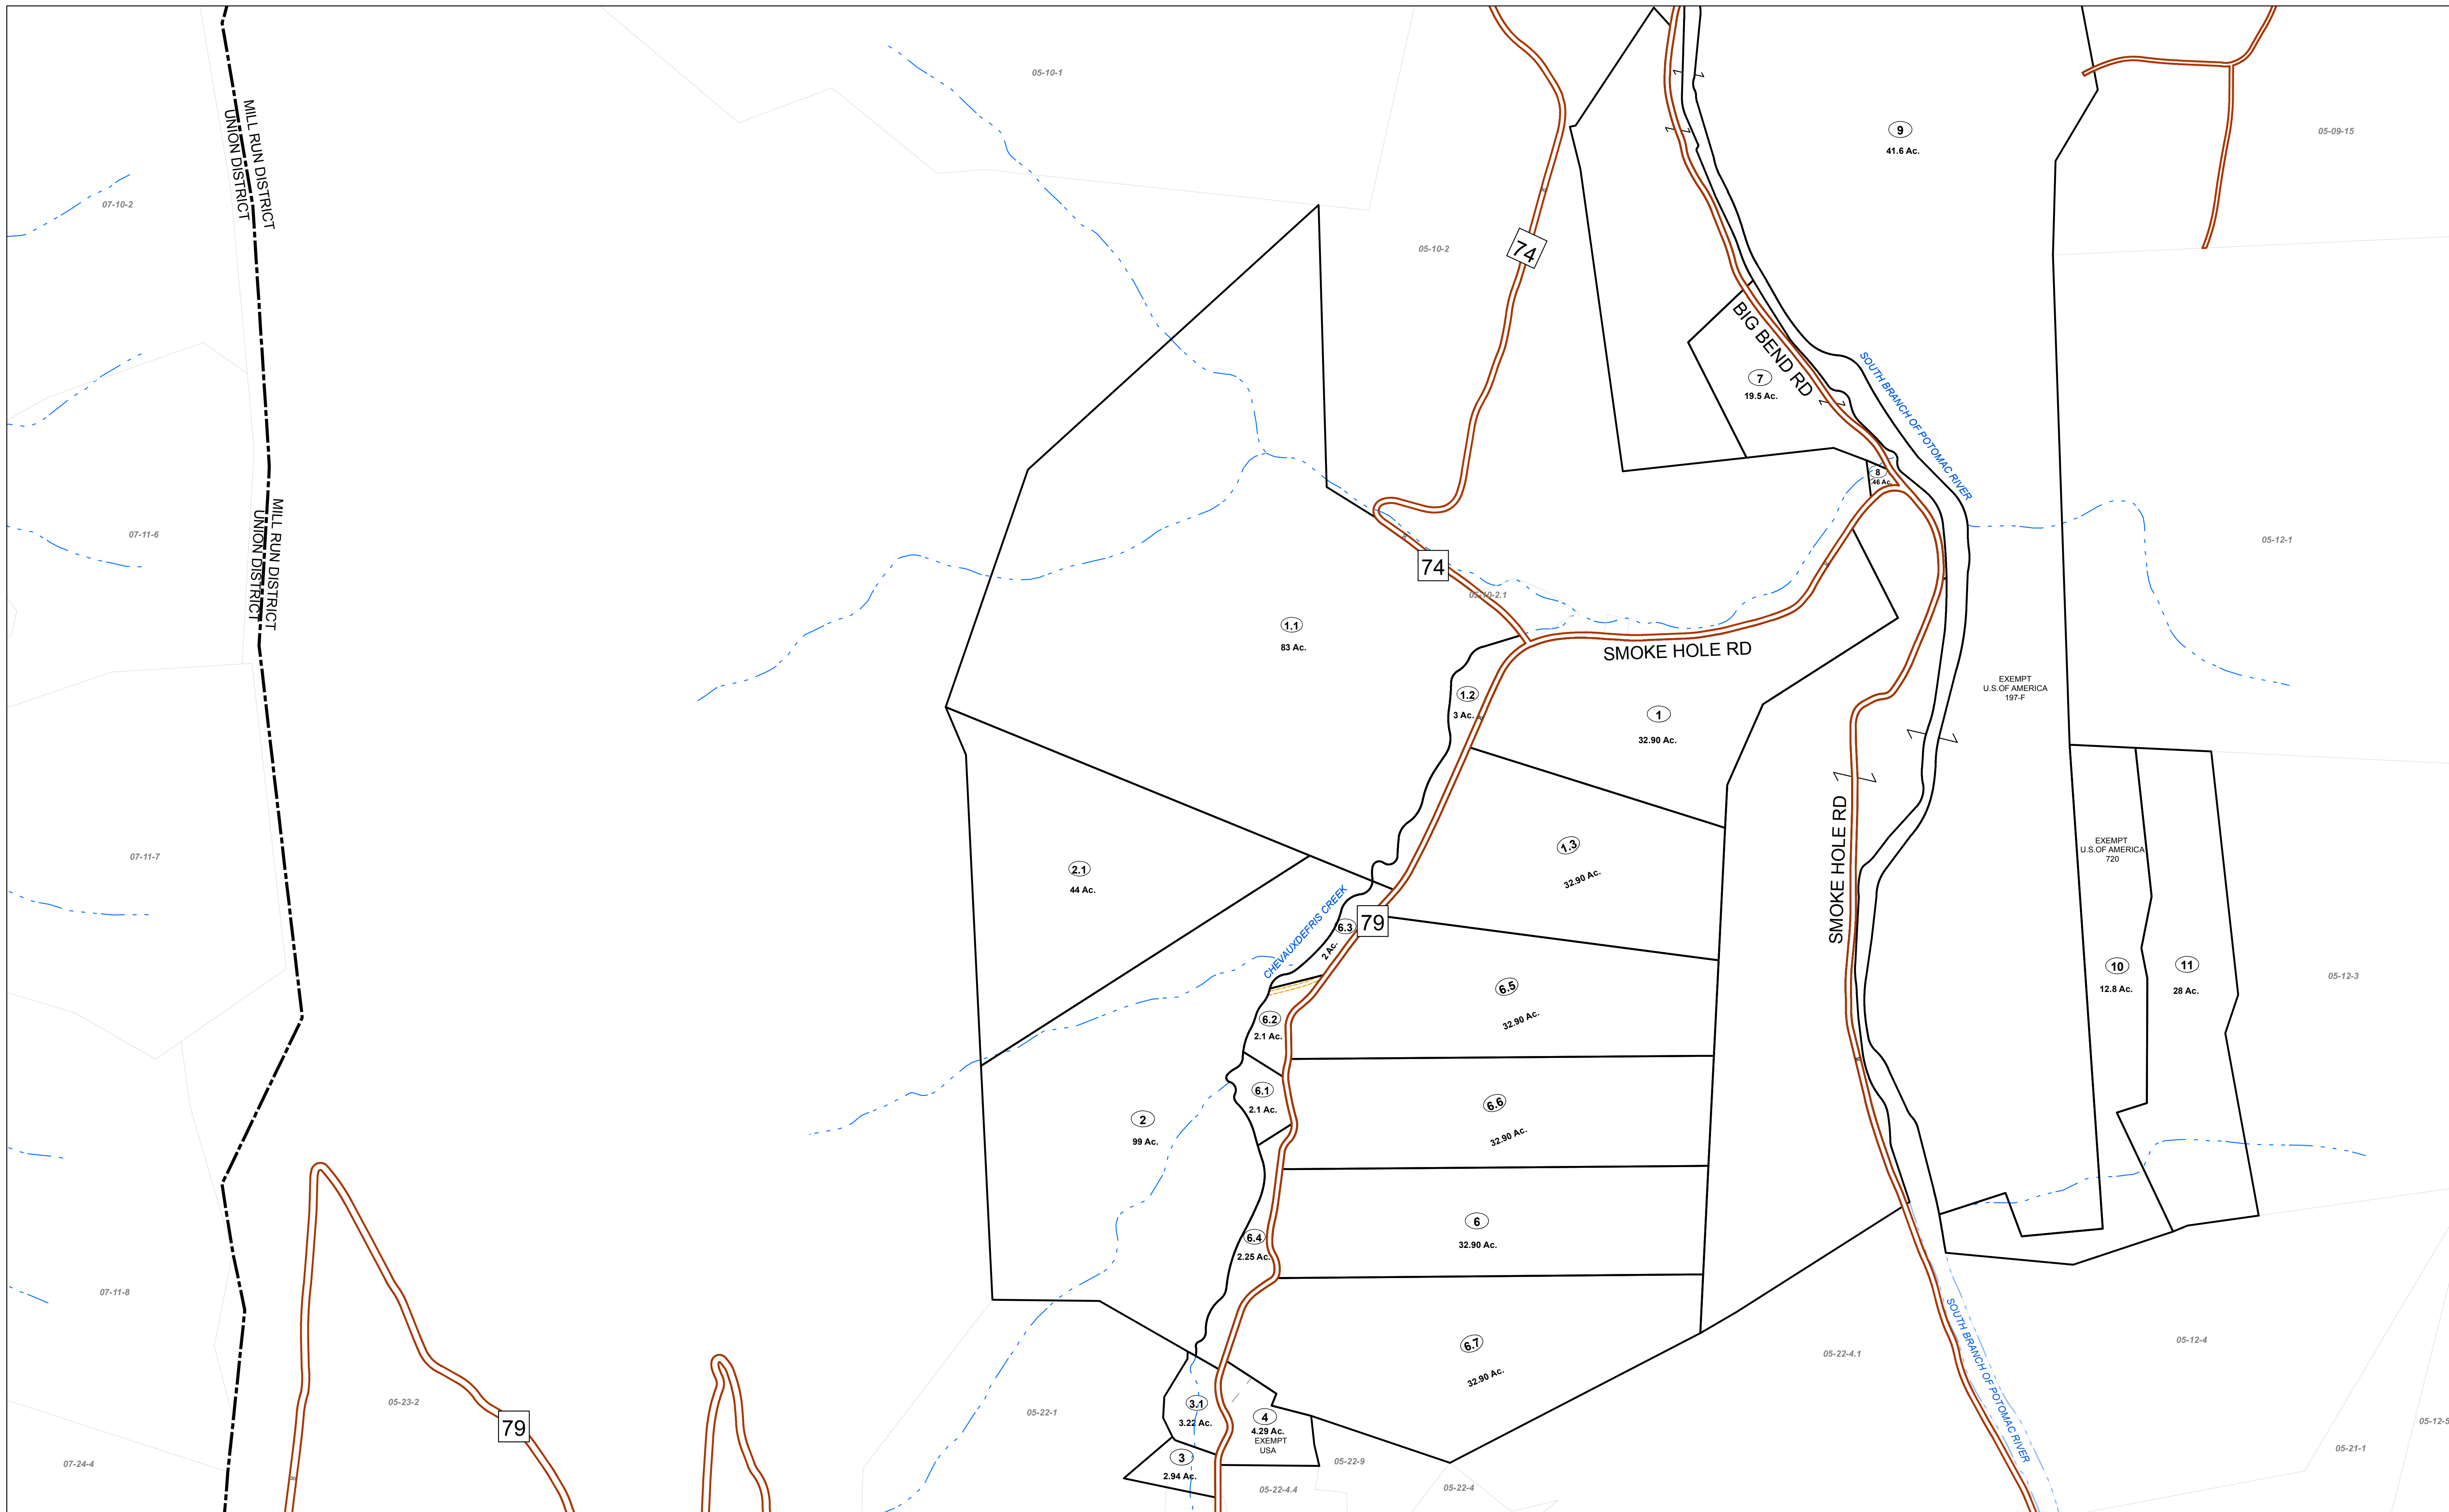 05-10-1
9
41.6 Ac.
05-09-15
MILL RUN DISTRICT
UNION DISTRICT
07-10-2
05-10-2
74
BIG BEND RD
7
19.5 Ac.
SOUTH BRANCH OF POTOMAC RIVER
8
.46 Ac.
MILL RUN DISTRICT
UNION DISTRICT
07-11-6
05-12-1
74
05-10-2.1
1.1
83 Ac.
SMOKE HOLE RD
EXEMPT
U.S.OF AMERICA
197-F
1.2
3 Ac.
1
32.90 Ac.
07-11-7
2.1
44 Ac.
1.3
32.90 Ac.
SMOKE HOLE RD
EXEMPT
U.S.OF AMERICA
720
CHEVAUXDEFRIS CREEK
6.3
2 Ac.
79
10
12.8 Ac.
11
28 Ac.
05-12-3
6.5
32.90 Ac.
6.2
2.1 Ac.
6.1
2.1 Ac.
6.6
32.90 Ac.
2
99 Ac.
6.4
2.25 Ac.
6
32.90 Ac.
07-11-8
6.7
32.90 Ac.
05-22-4.1
SOUTH BRANCH OF POTOMAC RIVER
05-12-4
05-23-2
79
05-22-1
3.1
3.22 Ac.
4
4.29 Ac.
EXEMPT
USA
05-12-5
05-21-1
07-24-4
3
2.94 Ac.
05-22-9
05-22-4.4
05-22-4